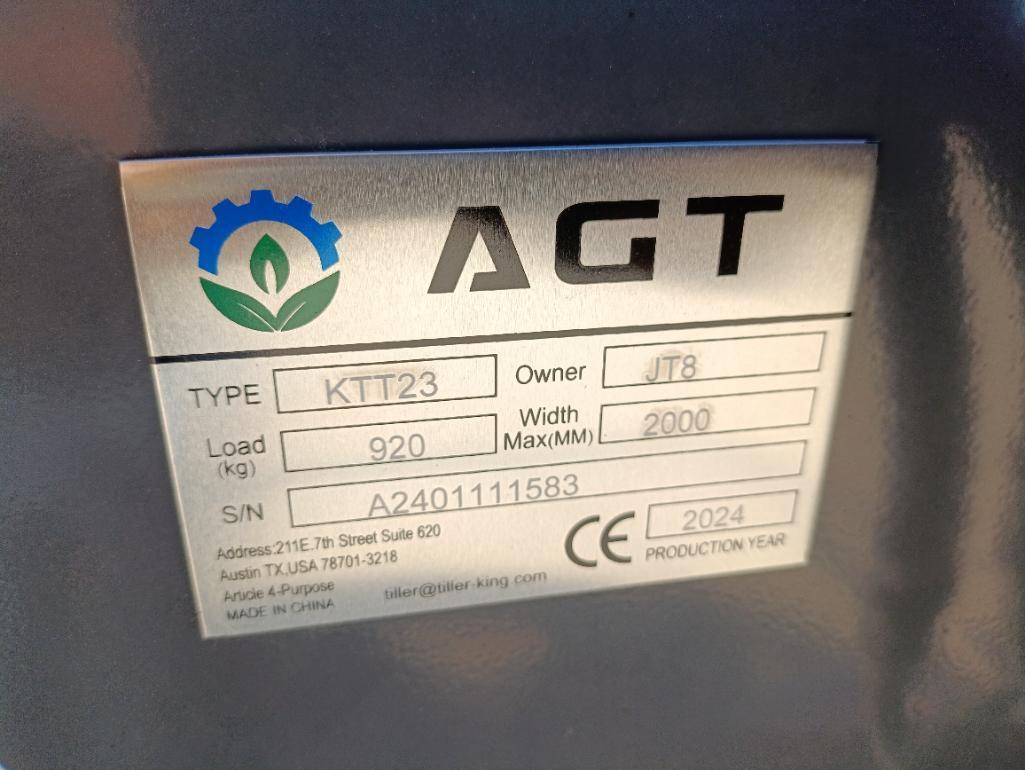 AGT
TYPE KTT23 Owner JT8
Load (kg) 920 Width Max(MM) 2000
S/N A2401111583
Address:211E.7th Street Suite 620
Austin TX,USA 78701-3218
Article 4-Purpose
MADE IN CHINA
tiller@tiller-king.com
CE 2024
PRODUCTION YEAR